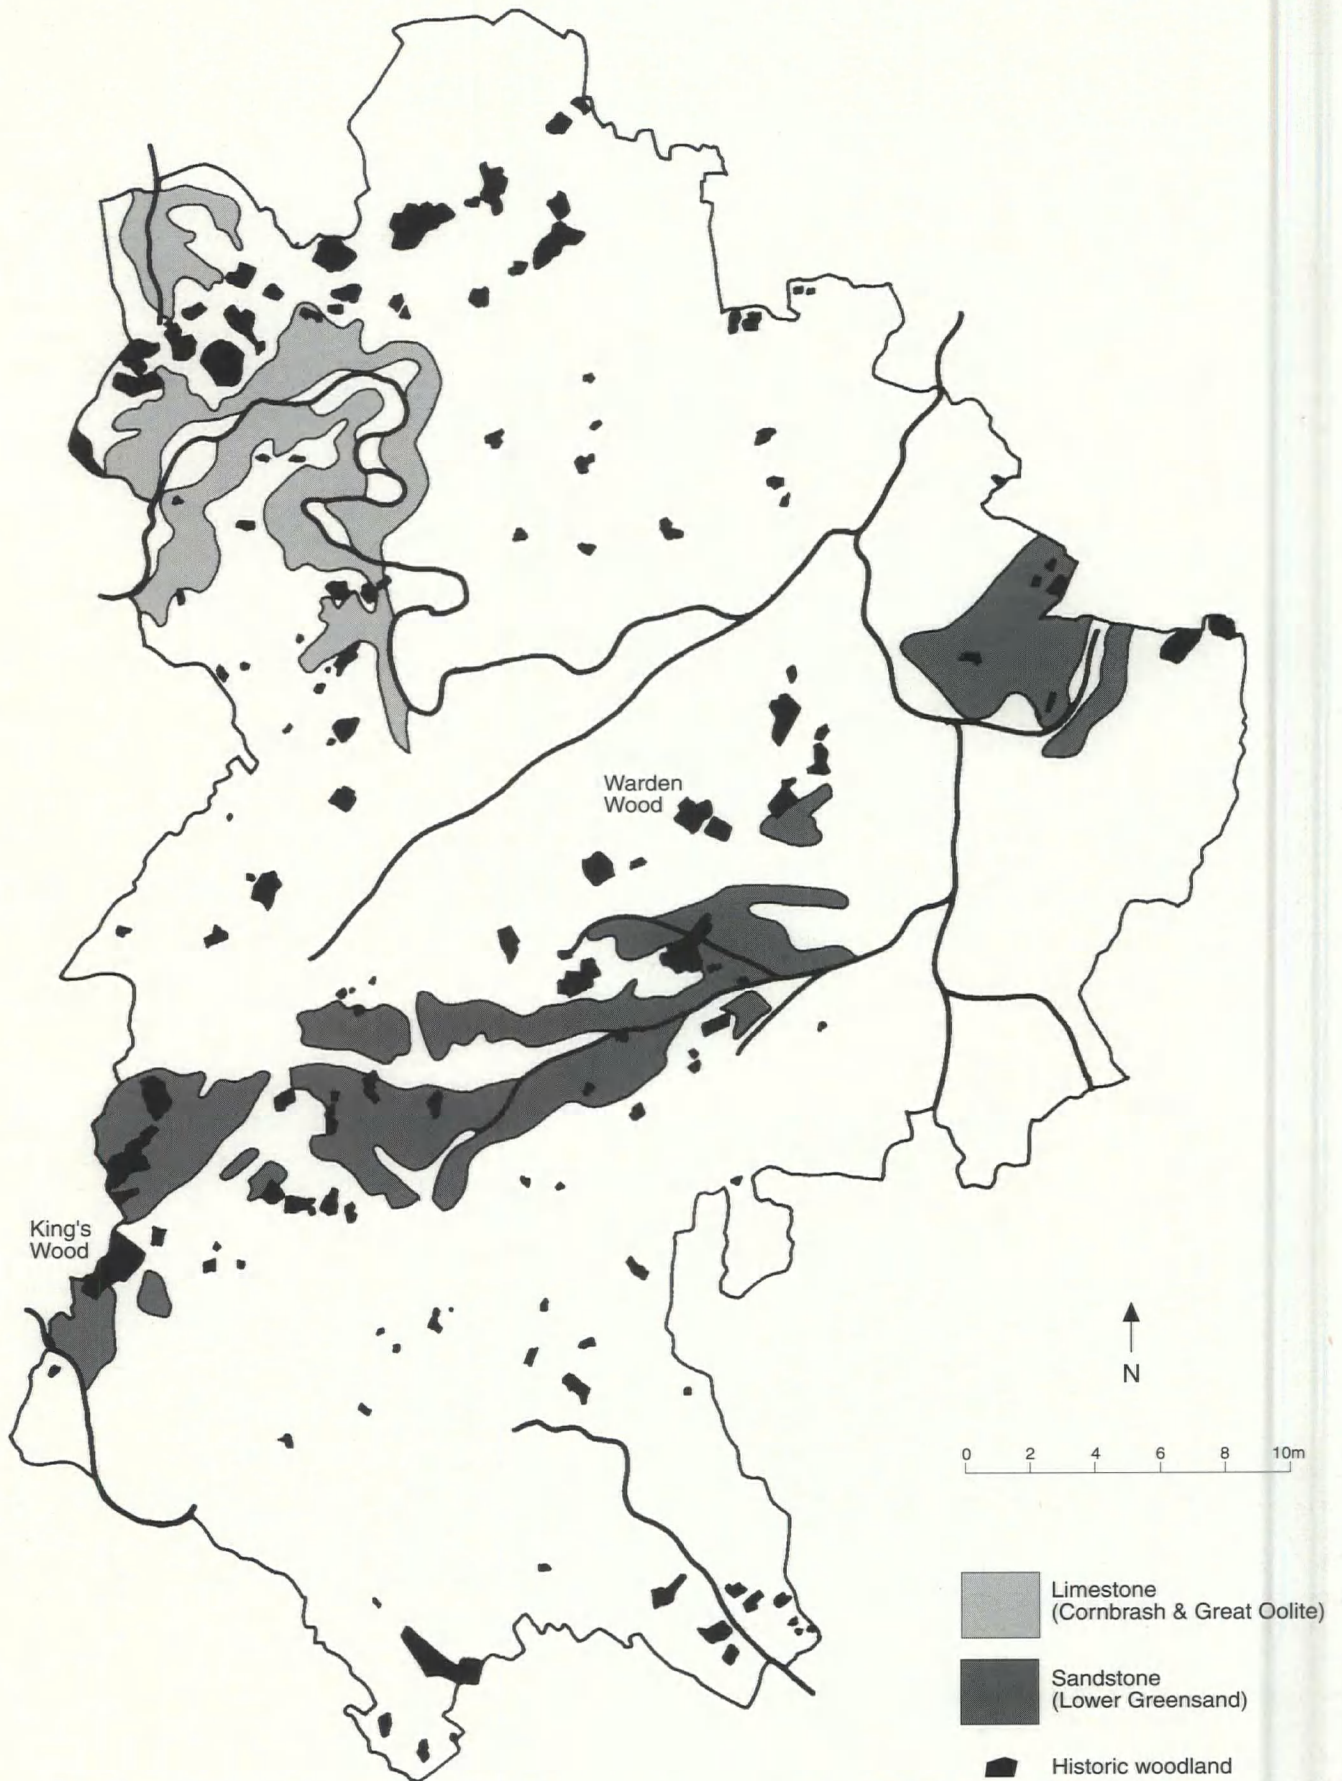 Warden
Wood
King's
Wood
N
0 2 4 6 8 10m
Limestone
(Cornbrash & Great Oolite)
Sandstone
(Lower Greensand)
Historic woodland